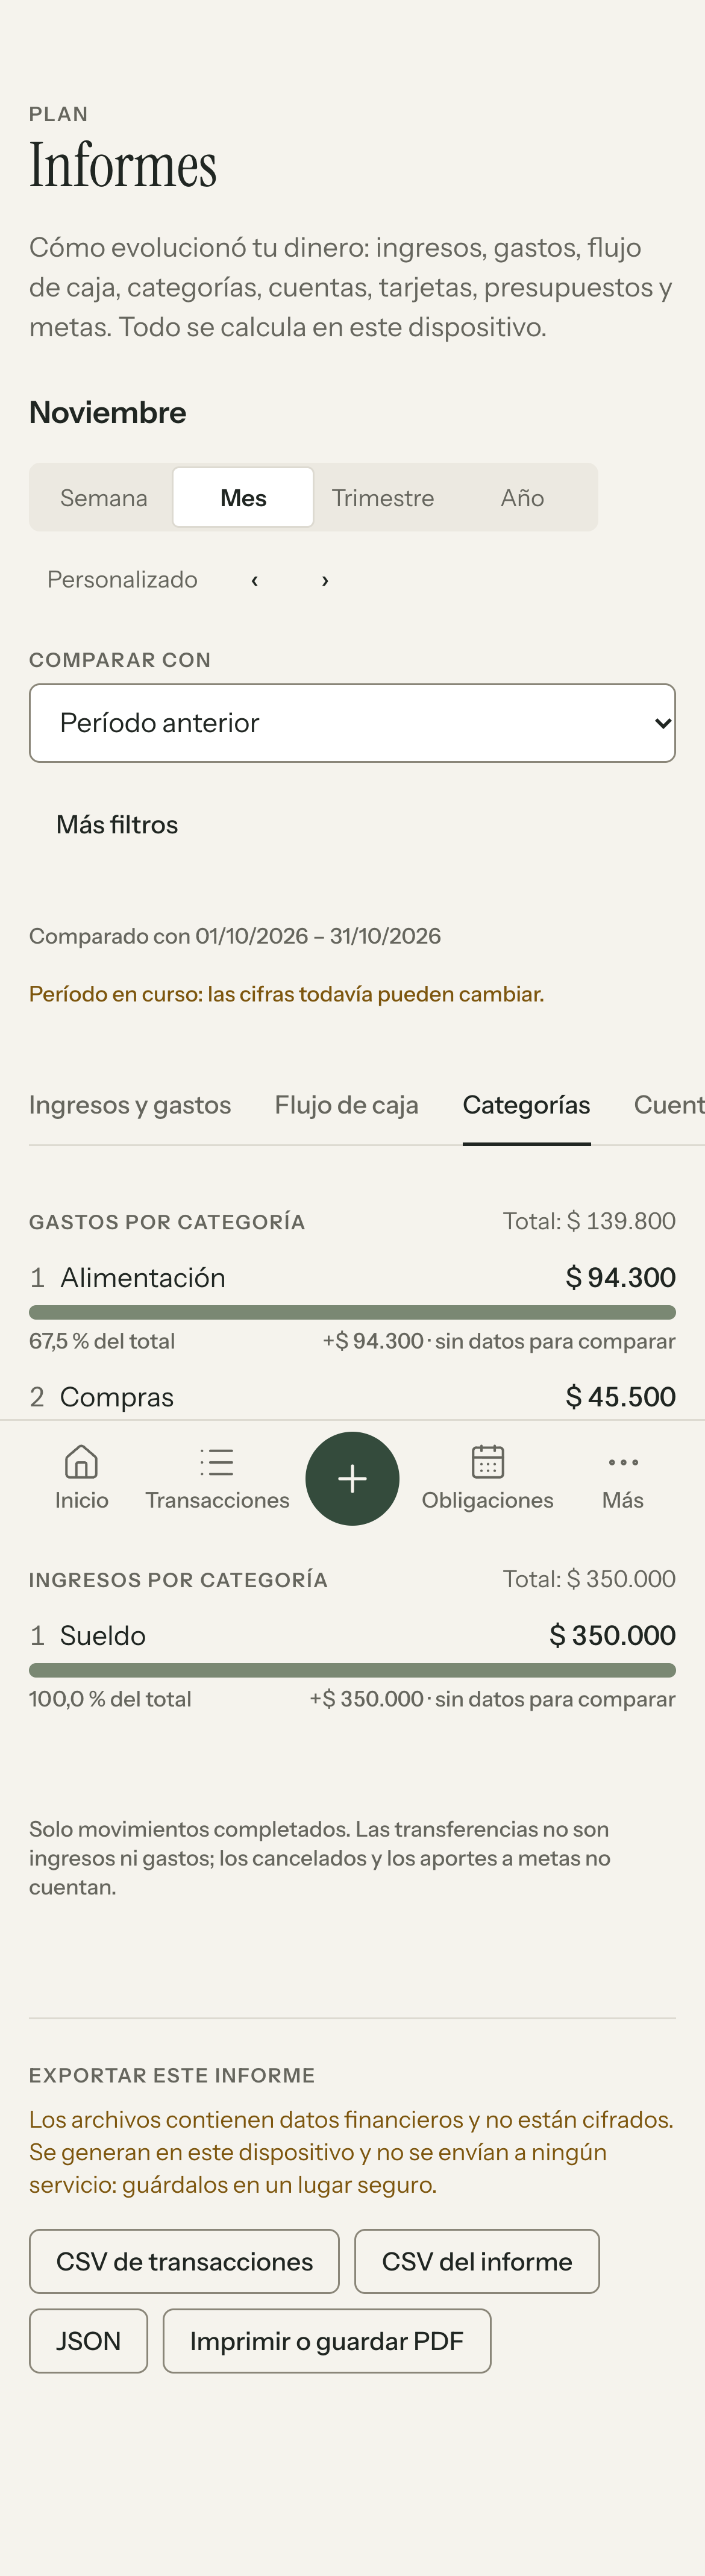 PLAN
Informes
Cómo evolucionó tu dinero: ingresos, gastos, flujo
de caja, categorías, cuentas, tarjetas, presupuestos y
metas. Todo se calcula en este dispositivo.
Noviembre
Semana Mes Trimestre Año
Personalizado ‹ ›
COMPARAR CON
Período anterior
Más filtros
Comparado con 01/10/2026 – 31/10/2026
Período en curso: las cifras todavía pueden cambiar.
Ingresos y gastos Flujo de caja Categorías Cuent
GASTOS POR CATEGORÍA Total: $ 139.800
1 Alimentación $ 94.300
67,5 % del total +$ 94.300 · sin datos para comparar
2 Compras $ 45.500
Inicio Transacciones + Obligaciones Más
INGRESOS POR CATEGORÍA Total: $ 350.000
1 Sueldo $ 350.000
100,0 % del total +$ 350.000 · sin datos para comparar
Solo movimientos completados. Las transferencias no son
ingresos ni gastos; los cancelados y los aportes a metas no
cuentan.
EXPORTAR ESTE INFORME
Los archivos contienen datos financieros y no están cifrados.
Se generan en este dispositivo y no se envían a ningún
servicio: guárdalos en un lugar seguro.
CSV de transacciones CSV del informe
JSON Imprimir o guardar PDF